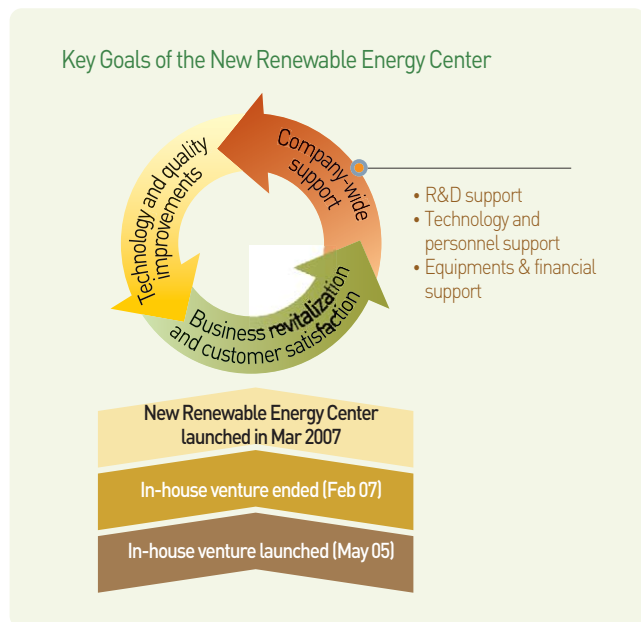 Key Goals of the New Renewable Energy Center
Technology and quality
improvements
Company-wide
support
• R&D support
• Technology and
personnel support
• Equipments & financial
support
Business revitalization
and customer satisfaction
New Renewable Energy Center
launched in Mar 2007
In-house venture ended (Feb 07)
In-house venture launched (May 05)